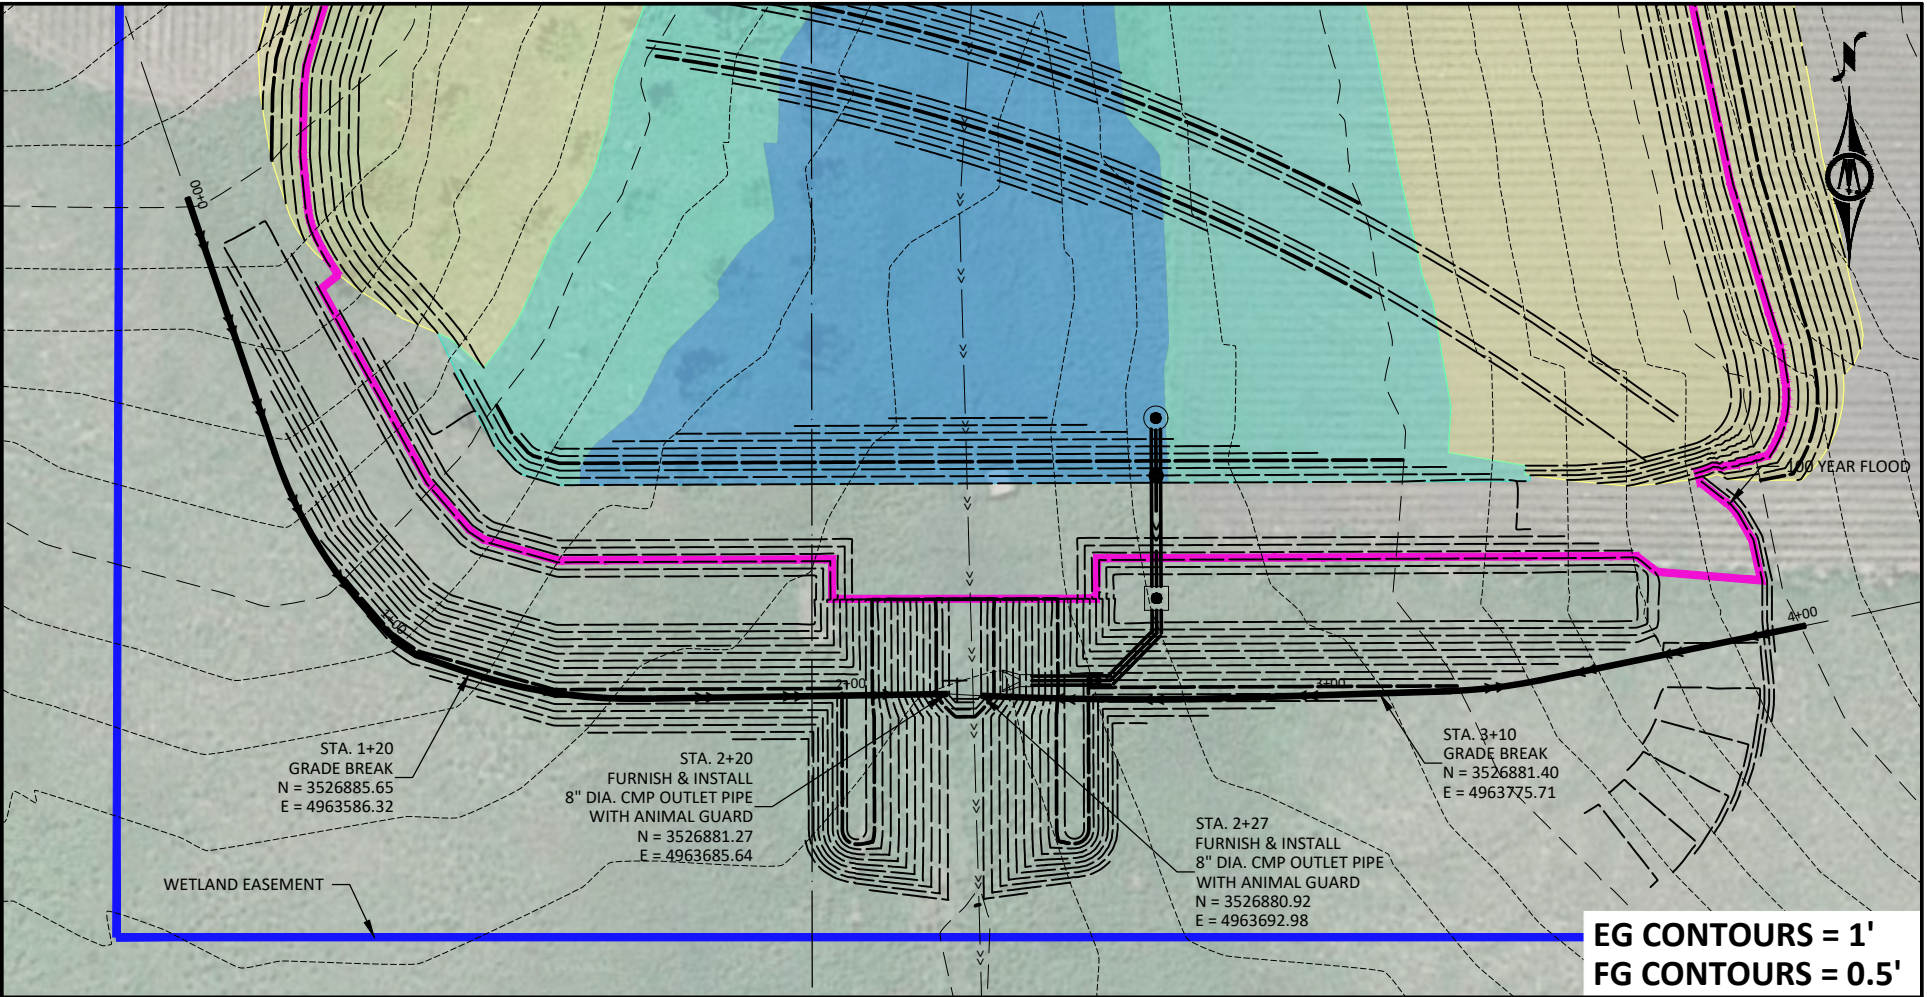 0+00
1+00
2+00
3+00
4+00
100 YEAR FLOOD
STA. 1+20
GRADE BREAK
N = 3526885.65
E = 4963586.32
STA. 2+20
FURNISH & INSTALL
8" DIA. CMP OUTLET PIPE
WITH ANIMAL GUARD
N = 3526881.27
E = 4963685.64
STA. 2+27
FURNISH & INSTALL
8" DIA. CMP OUTLET PIPE
WITH ANIMAL GUARD
N = 3526880.92
E = 4963692.98
STA. 3+10
GRADE BREAK
N = 3526881.40
E = 4963775.71
WETLAND EASEMENT
EG CONTOURS = 1'
FG CONTOURS = 0.5'